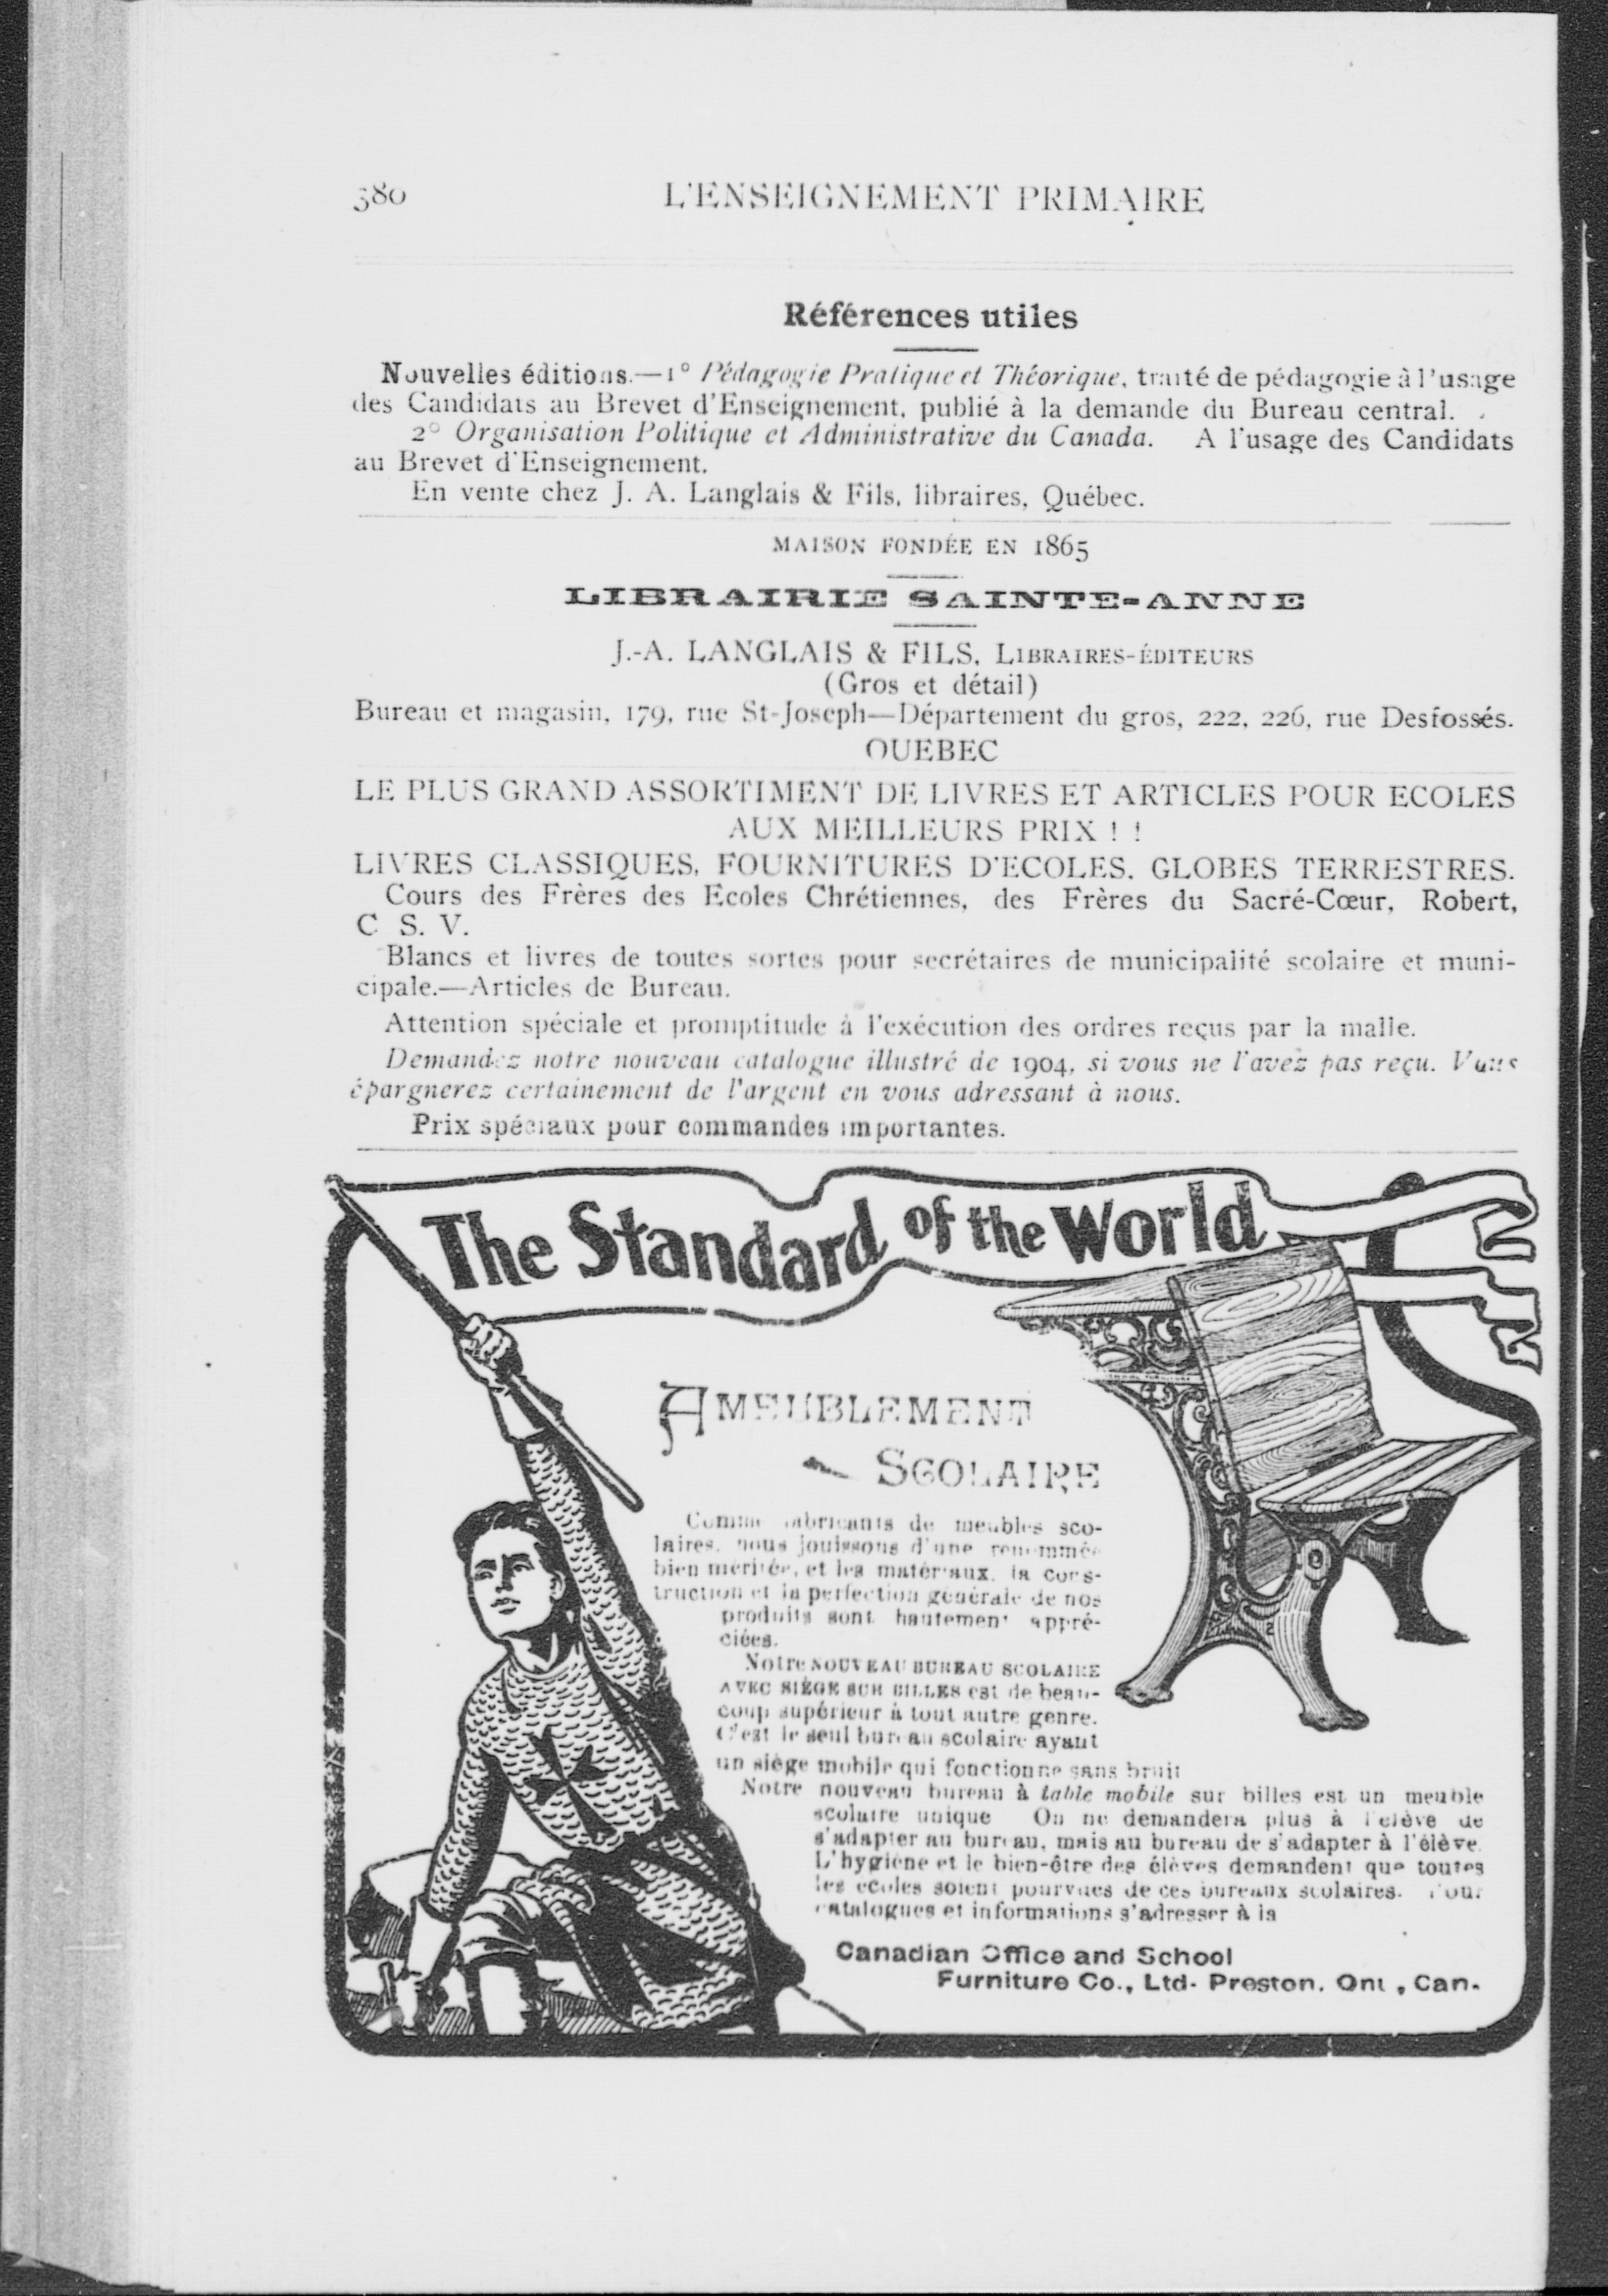 380 L'ENSEIGNEMENT PRIMAIRE
Références utiles
Nouvelles éditions.—1° Pédagogie Pratique et Théorique, traité de pédagogie à l'usage
des Candidats au Brevet d'Enseignement, publié à la demande du Bureau central.
2° Organisation Politique et Administrative du Canada. A l'usage des Candidats
au Brevet d'Enseignement.
En vente chez J. A. Langlais & Fils, libraires, Québec.
MAISON FONDÉE EN 1865
LIBRAIRIE SAINTE-ANNE
J.-A. LANGLAIS & FILS, LIBRAIRES-ÉDITEURS
(Gros et détail)
Bureau et magasin, 179, rue St-Joseph—Département du gros, 222, 226, rue Desfossés.
QUEBEC
LE PLUS GRAND ASSORTIMENT DE LIVRES ET ARTICLES POUR ECOLES
AUX MEILLEURS PRIX ! !
LIVRES CLASSIQUES, FOURNITURES D'ECOLES, GLOBES TERRESTRES.
Cours des Frères des Ecoles Chrétiennes, des Frères du Sacré-Cœur, Robert,
C S. V.
Blancs et livres de toutes sortes pour secrétaires de municipalité scolaire et muni-
cipale.—Articles de Bureau.
Attention spéciale et promptitude à l'exécution des ordres reçus par la malle.
Demandez notre nouveau catalogue illustré de 1904, si vous ne l'avez pas reçu. Vous
épargnerez certainement de l'argent en vous adressant à nous.
Prix spéciaux pour commandes importantes.
The Standard of the World
AMEUBLEMENT
SCOLAIRE
Comme fabricants de meubles sco-
laires, nous jouissons d'une renommée
bien méritée, et les matériaux, la cons-
truction et la perfection générale de nos
produits sont hautement appré-
ciées.
Notre NOUVEAU BUREAU SCOLAIRE
AVEC SIÈGE SUR BILLES est de beau-
coup supérieur à tout autre genre.
C'est le seul bureau scolaire ayant
un siège mobile qui fonctionne sans bruit
Notre nouveau bureau à table mobile sur billes est un meuble
scolaire unique On ne demandera plus à l'élève de
s'adapter au bureau, mais au bureau de s'adapter à l'élève.
L'hygiène et le bien-être des élèves demandent que toutes
les écoles soient pourvues de ces bureaux scolaires. Pour
catalogues et informations s'adresser à la
Canadian Office and School
Furniture Co., Ltd- Preston, Ont , Can-